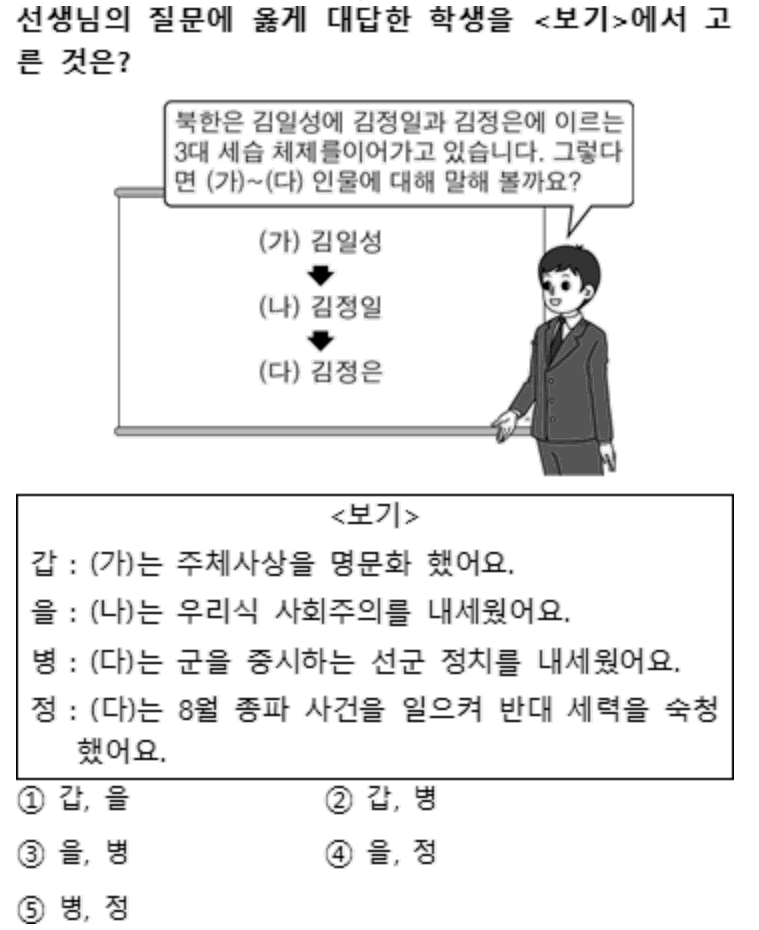 선생님의 질문에 옳게 대답한 학생을 <보기>에서 고
른 것은?
북한은 김일성에 김정일과 김정은에 이르는
3대 세습 체제를이어가고 있습니다. 그렇다
면 (가)~(다) 인물에 대해 말해 볼까요?
(가) 김일성
(나) 김정일
(다) 김정은
<보기>
갑 : (가)는 주체사상을 명문화 했어요.
을 : (나)는 우리식 사회주의를 내세웠어요.
병 : (다)는 군을 중시하는 선군 정치를 내세웠어요.
정 : (다)는 8월 종파 사건을 일으켜 반대 세력을 숙청
했어요.
① 갑, 을 ② 갑, 병
③ 을, 병 ④ 을, 정
⑤ 병, 정